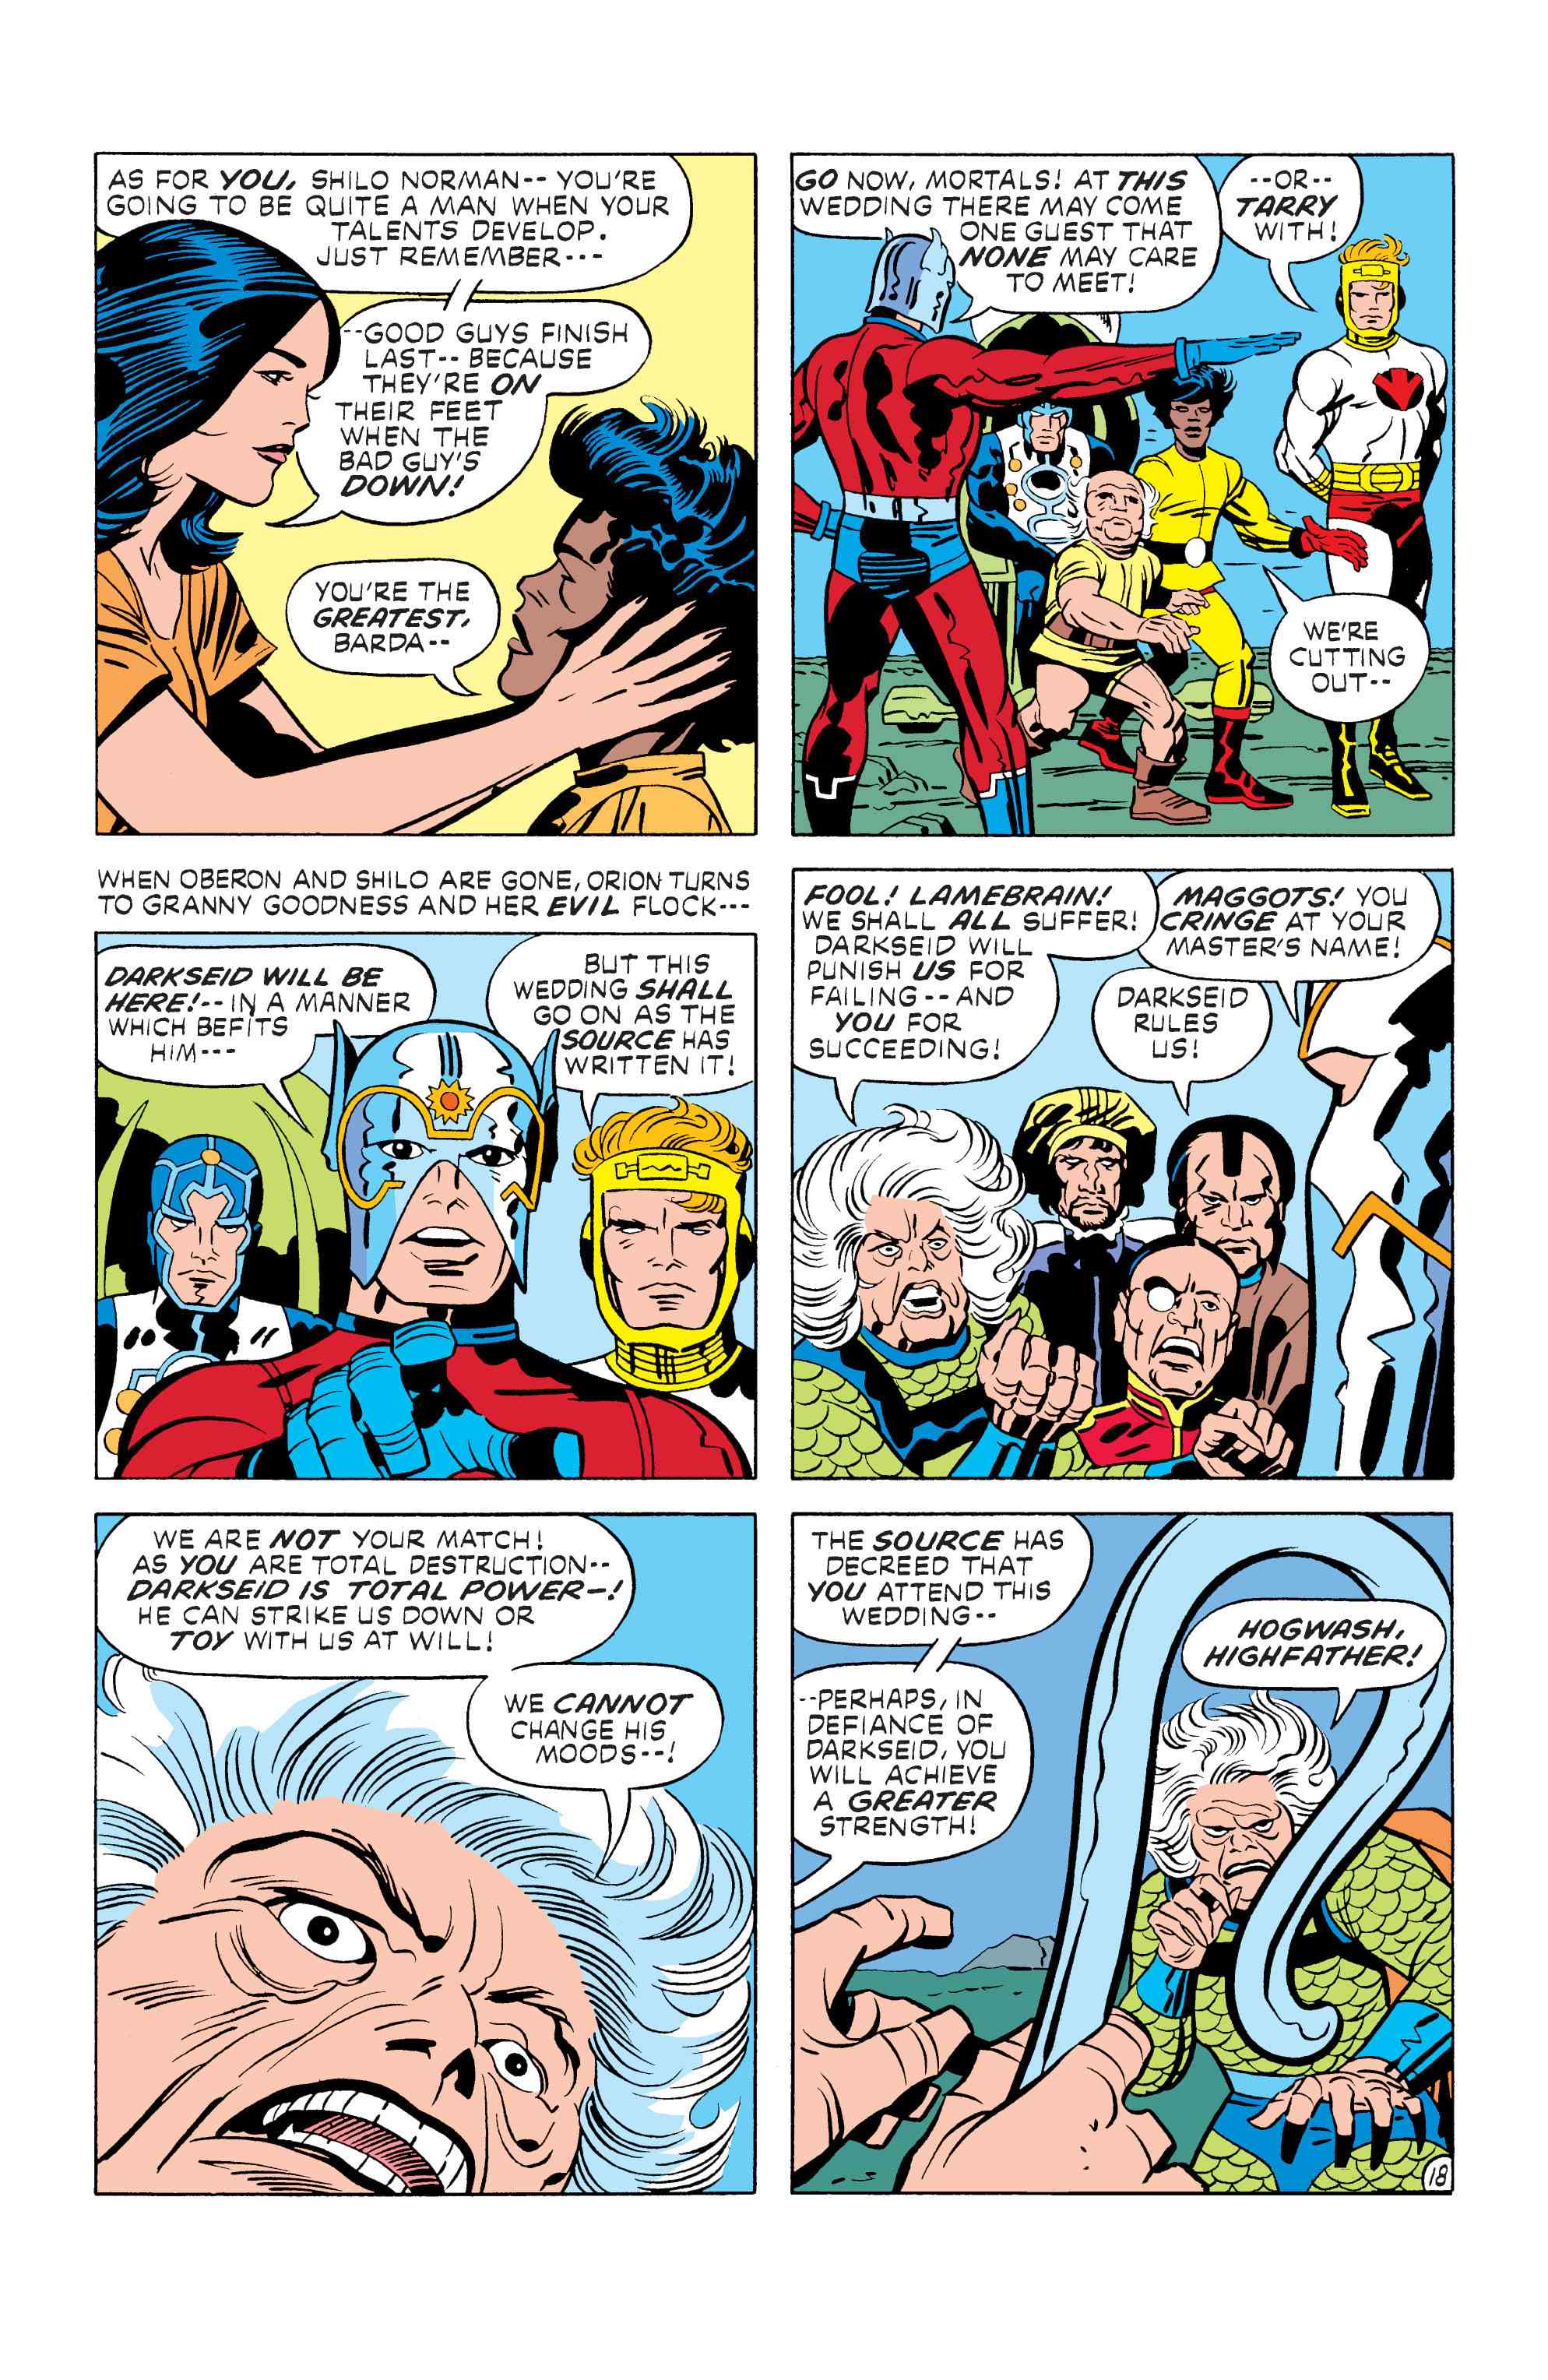 AS FOR YOU, SHILO NORMAN-- YOU'RE
GOING TO BE QUITE A MAN WHEN YOUR
TALENTS DEVELOP.
JUST REMEMBER---
--GOOD GUYS FINISH
LAST-- BECAUSE
THEY'RE ON
THEIR FEET
WHEN THE
BAD GUY'S
DOWN!
YOU'RE THE
GREATEST,
BARDA--
GO NOW, MORTALS! AT THIS
WEDDING THERE MAY COME
ONE GUEST THAT
NONE MAY CARE
TO MEET!
--OR--
TARRY
WITH!
WE'RE
CUTTING
OUT--
WHEN OBERON AND SHILO ARE GONE, ORION TURNS
TO GRANNY GOODNESS AND HER EVIL FLOCK---
DARKSEID WILL BE
HERE!-- IN A MANNER
WHICH BEFITS
HIM---
BUT THIS
WEDDING SHALL
GO ON AS THE
SOURCE HAS
WRITTEN IT!
FOOL! LAMEBRAIN!
WE SHALL ALL SUFFER!
DARKSEID WILL
PUNISH US FOR
FAILING-- AND
YOU FOR
SUCCEEDING!
DARKSEID
RULES
US!
MAGGOTS! YOU
CRINGE AT YOUR
MASTER'S NAME!
WE ARE NOT YOUR MATCH!
AS YOU ARE TOTAL DESTRUCTION--
DARKSEID IS TOTAL POWER-!
HE CAN STRIKE US DOWN OR
TOY WITH US AT WILL!
WE CANNOT
CHANGE HIS
MOODS--!
THE SOURCE HAS
DECREED THAT
YOU ATTEND THIS
WEDDING--
--PERHAPS, IN
DEFIANCE OF
DARKSEID, YOU
WILL ACHIEVE
A GREATER
STRENGTH!
HOGWASH,
HIGHFATHER!
18